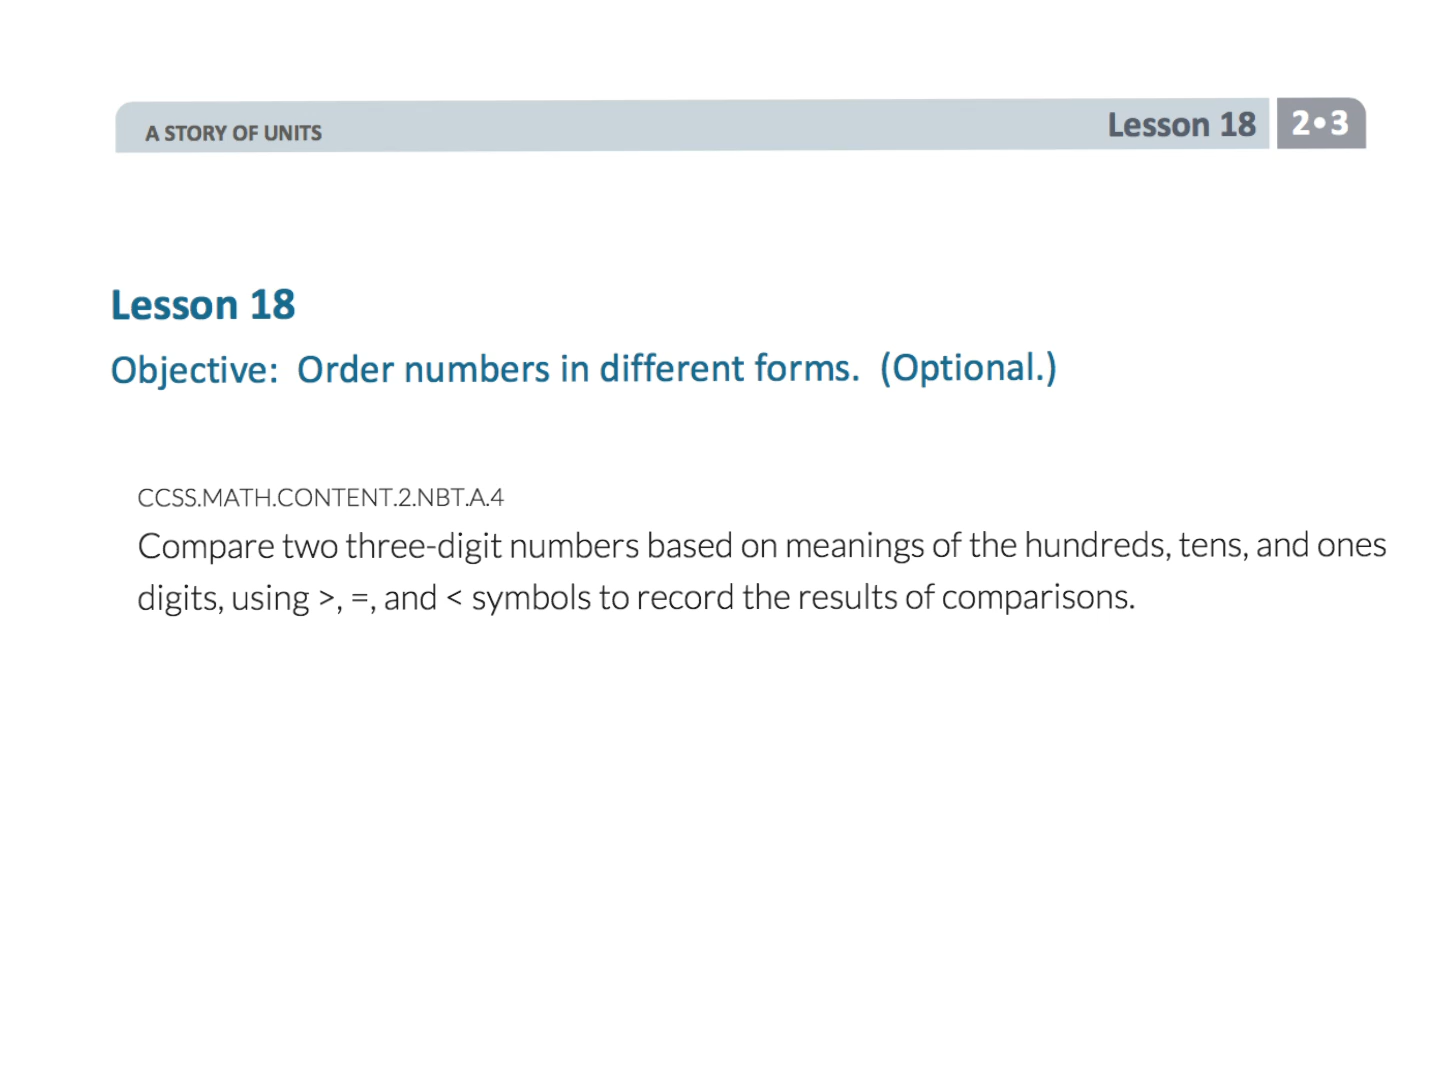 A STORY OF UNITS
Lesson 18
2•3
Lesson 18
Objective: Order numbers in different forms. (Optional.)
CCSS.MATH.CONTENT.2.NBT.A.4
Compare two three-digit numbers based on meanings of the hundreds, tens, and ones
digits, using >, =, and < symbols to record the results of comparisons.